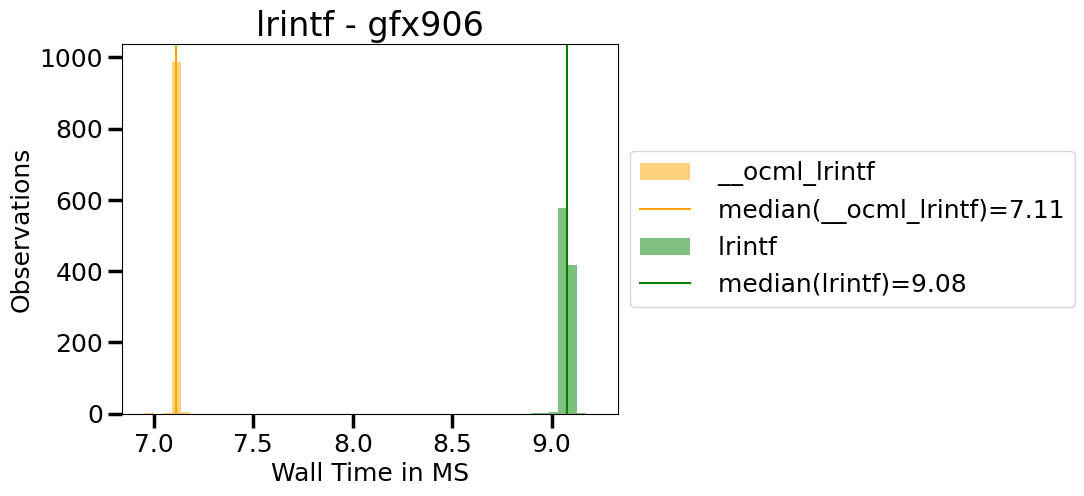 lrintf - gfx906
Observations
1000
800
600
400
200
0
7.0 7.5 8.0 8.5 9.0
Wall Time in MS
__ocml_lrintf
median(__ocml_lrintf)=7.11
lrintf
median(lrintf)=9.08